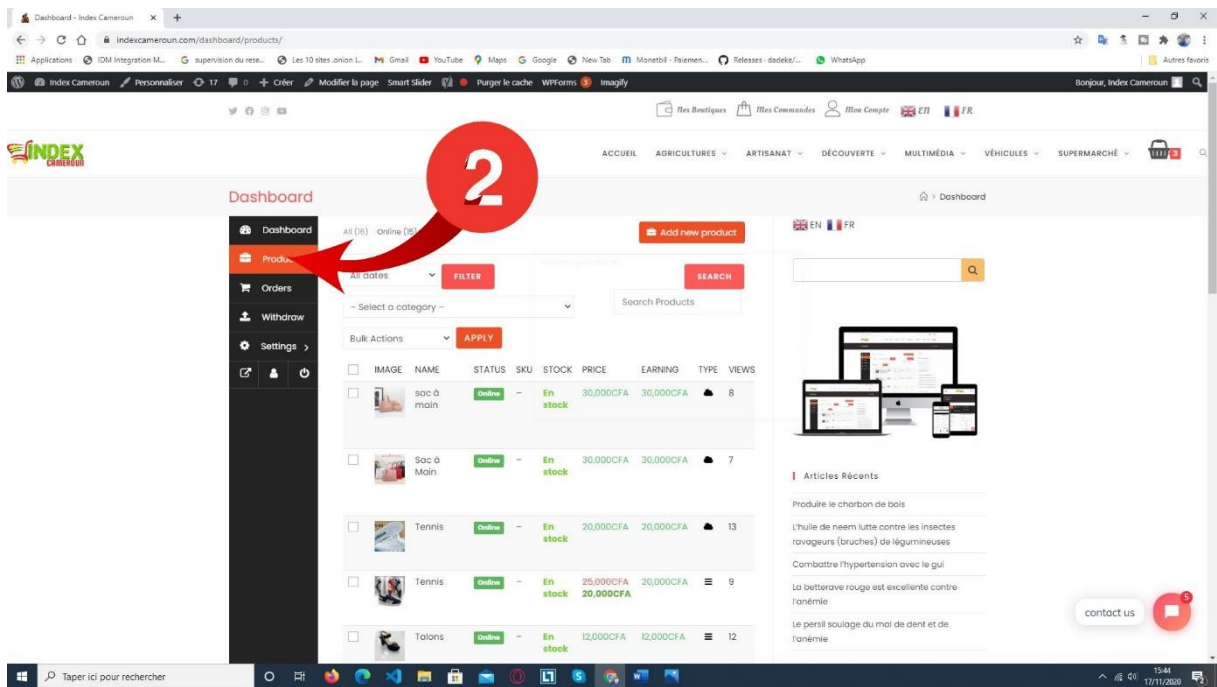 Dashboard - Index Cameroun
indexcameroun.com/dashboard/products/
Applications IDM Integration M... supervision du rese... Les 10 sites .onion L... Gmail YouTube Maps Google New Tab Monetbil - Paiemen... Releases - dadeke/... WhatsApp Autres favoris
Index Cameroun Personnaliser 17 0 Créer Modifier la page Smart Slider Purger le cache WPForms 3 Imagify Bonjour, Index Cameroun
Mes Boutiques Mes Commandes Mon Compte EN FR
INDEX
CAMEROUN
ACCUEIL AGRICULTURES ARTISANAT DÉCOUVERTE MULTIMÉDIA VÉHICULES SUPERMARCHÉ 3
2
Dashboard
> Dashboard
Dashboard
Produc
Orders
Withdraw
Settings >
All (16) Online (16)
Add new product
All dates FILTER SEARCH
– Select a category – Search Products
Bulk Actions APPLY
IMAGE NAME STATUS SKU STOCK PRICE EARNING TYPE VIEWS
sac à main Online – En stock 30,000CFA 30,000CFA 8
Sac à Main Online – En stock 30,000CFA 30,000CFA 7
Tennis Online – En stock 20,000CFA 20,000CFA 13
Tennis Online – En stock 25,000CFA 20,000CFA 20,000CFA 9
Talons Online – En stock 12,000CFA 12,000CFA 12
EN FR
Articles Récents
Produire le charbon de bois
L'huile de neem lutte contre les insectes
ravageurs (bruches) de légumineuses
Combattre l'hypertension avec le gui
La betterave rouge est excellente contre
l'anémie
Le persil soulage du mal de dent et de
l'anémie
contact us
5
Taper ici pour rechercher
15:44
17/11/2020
2